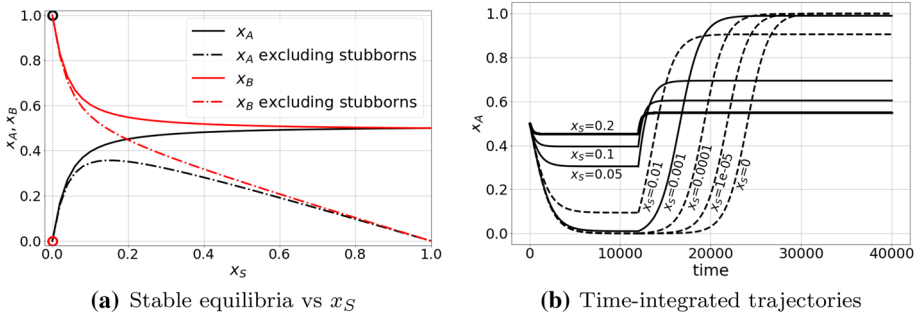 1.0
0.8
0.6
0.4
0.2
0.0
x_A, x_B
x_A
x_A excluding stubborns
x_B
x_B excluding stubborns
0.0 0.2 0.4 0.6 0.8 1.0
x_S
(a) Stable equilibria vs x_S
1.0
0.8
0.6
0.4
0.2
0.0
x_A
x_S=0.2
x_S=0.1
x_S=0.05
x_S=0.01
x_S=0.001
x_S=0.0001
x_S=1e-05
x_S=0
0 10000 20000 30000 40000
time
(b) Time-integrated trajectories